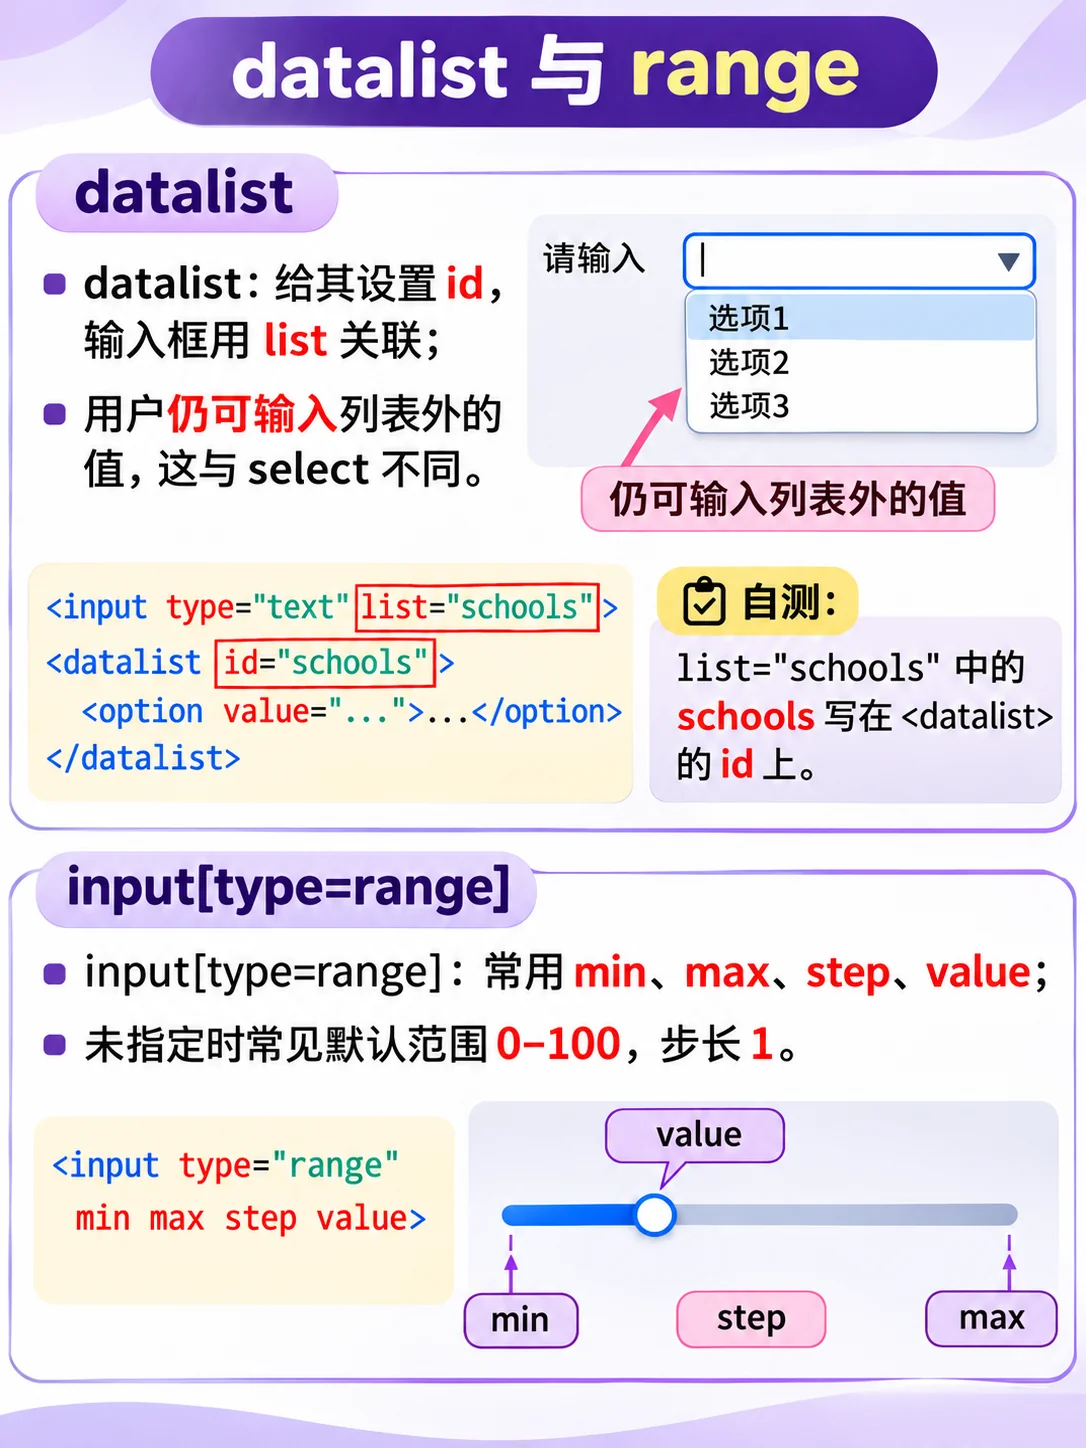 datalist 与 range
datalist
datalist：给其设置 id，
输入框用 list 关联；
用户仍可输入列表外的
值，这与 select 不同。
请输入
选项1
选项2
选项3
仍可输入列表外的值
<input type="text" list="schools">
<datalist id="schools">
<option value="...">...</option>
</datalist>
自测：
list="schools" 中的
schools 写在 <datalist>
的 id 上。
input[type=range]
input[type=range]：常用 min、max、step、value；
未指定时常见默认范围 0–100，步长 1。
<input type="range"
min max step value>
value
min
step
max